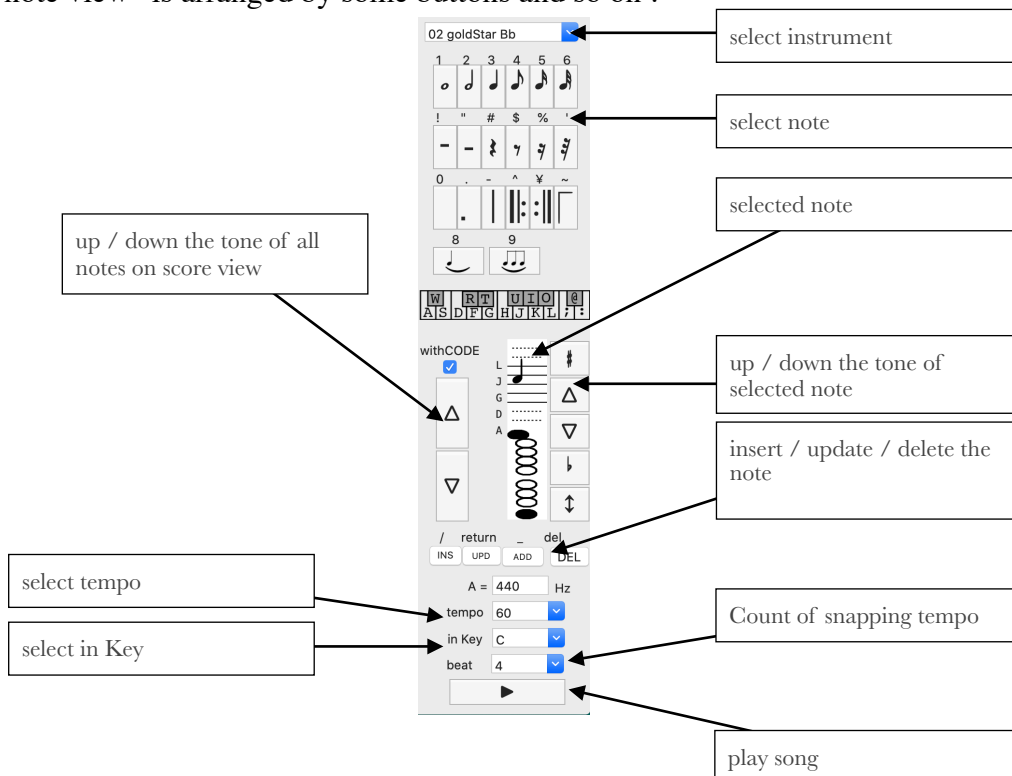 note view" is arranged by some buttons and so on .
02 goldStar Bb
select instrument
1 2 3 4 5 6
! " # $ % '
select note
0 . - ^ ¥ ~
selected note
8 9
up / down the tone of all
notes on score view
W R T U I O @
A S D F G H J K L ; :
withCODE
L
J
G
D
A
up / down the tone of
selected note
insert / update / delete the
note
/ return _ del
INS UPD ADD DEL
A = 440 Hz
select tempo
tempo 60
Count of snapping tempo
select in Key
in Key C
beat 4
play song